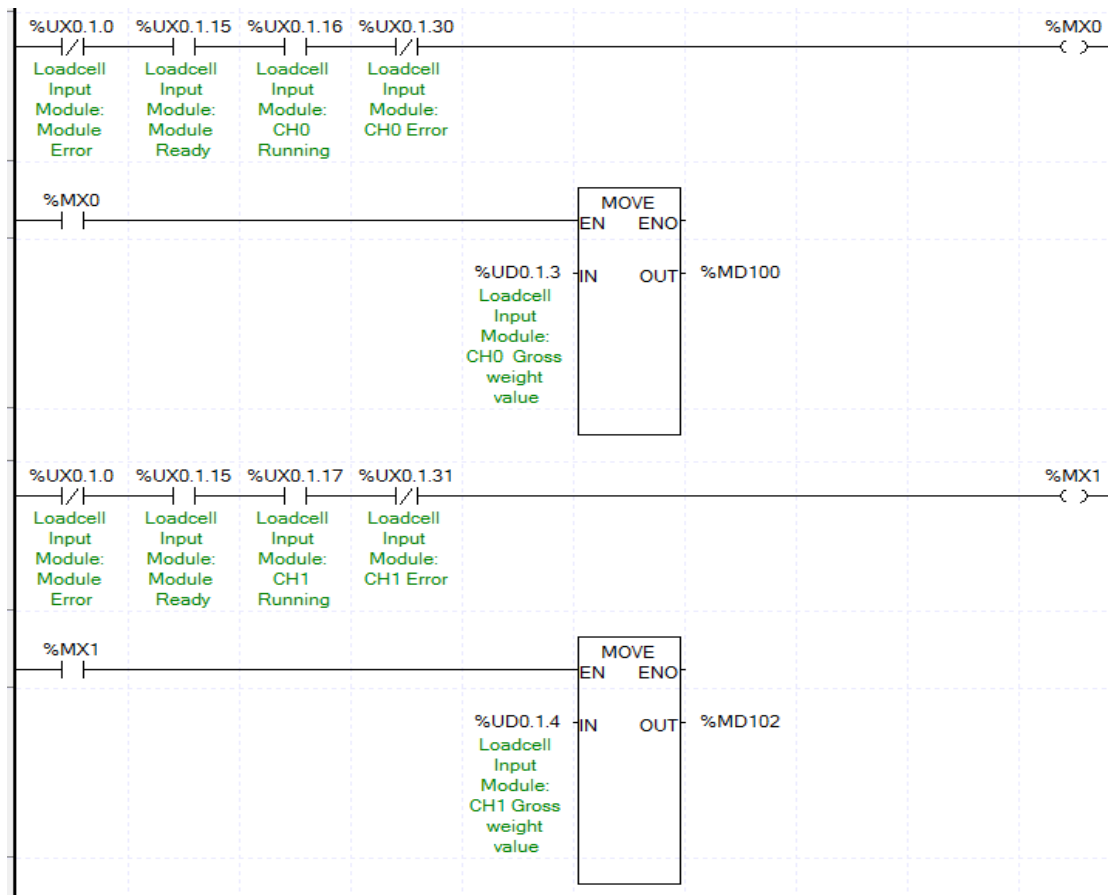 %UX0.1.0 %UX0.1.15 %UX0.1.16 %UX0.1.30 %MX0
Loadcell Loadcell Loadcell Loadcell
Input Input Input Input
Module: Module: Module: Module:
Module Module CH0 CH0 Error
Error Ready Running
%MX0 MOVE
EN ENO
%UD0.1.3 IN OUT %MD100
Loadcell
Input
Module:
CH0 Gross
weight
value
%UX0.1.0 %UX0.1.15 %UX0.1.17 %UX0.1.31 %MX1
Loadcell Loadcell Loadcell Loadcell
Input Input Input Input
Module: Module: Module: Module:
Module Module CH1 CH1 Error
Error Ready Running
%MX1 MOVE
EN ENO
%UD0.1.4 IN OUT %MD102
Loadcell
Input
Module:
CH1 Gross
weight
value